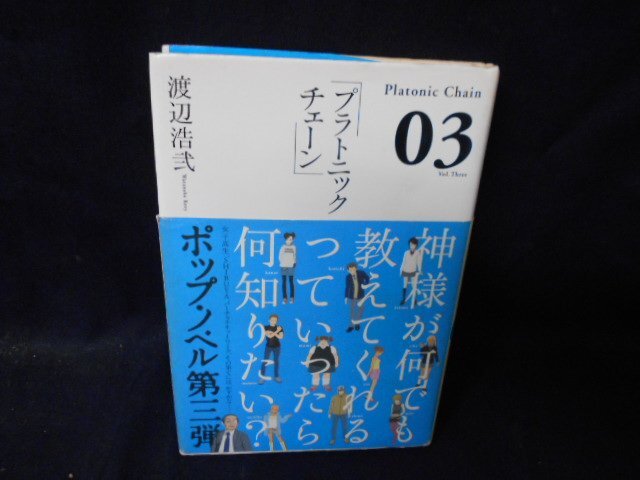 Platonic Chain
03
Vol. Three
「プラトニック
チェーン」
渡辺浩弐
神様が何でも
教えてくれる
っていったら
何知りたい?
ポップ・ノベル第三弾